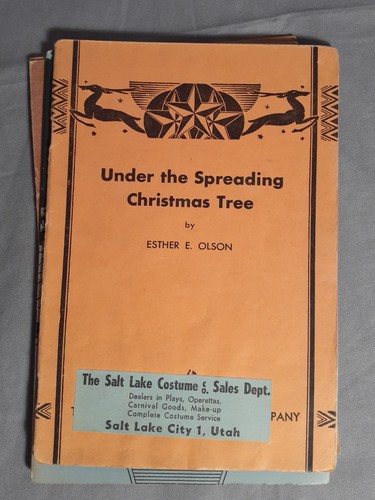 Under the Spreading
Christmas Tree
by
ESTHER E. OLSON
The Salt Lake Costume Co. Sales Dept.
Dealers in Plays, Operettas,
Carnival Goods, Make-up
Complete Costume Service
Salt Lake City 1, Utah